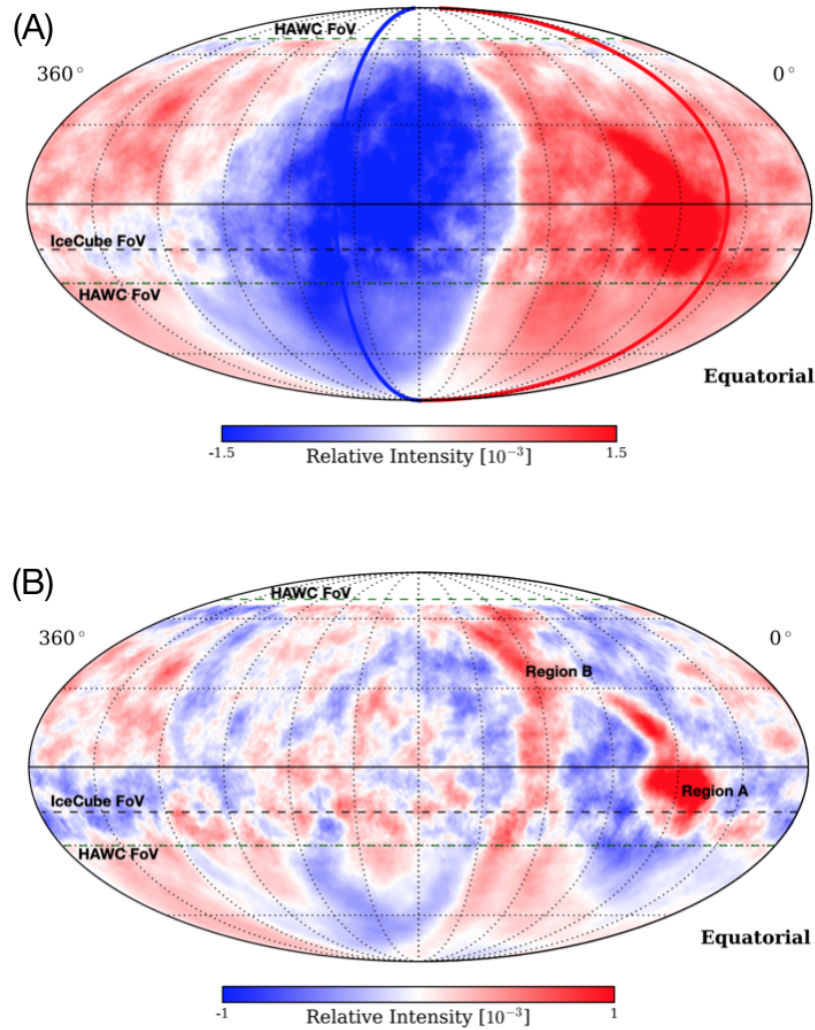 (A)
HAWC FoV
360°
0°
IceCube FoV
HAWC FoV
Equatorial
-1.5
1.5
Relative Intensity [10⁻³]
(B)
HAWC FoV
360°
0°
Region B
Region A
IceCube FoV
HAWC FoV
Equatorial
-1
1
Relative Intensity [10⁻³]